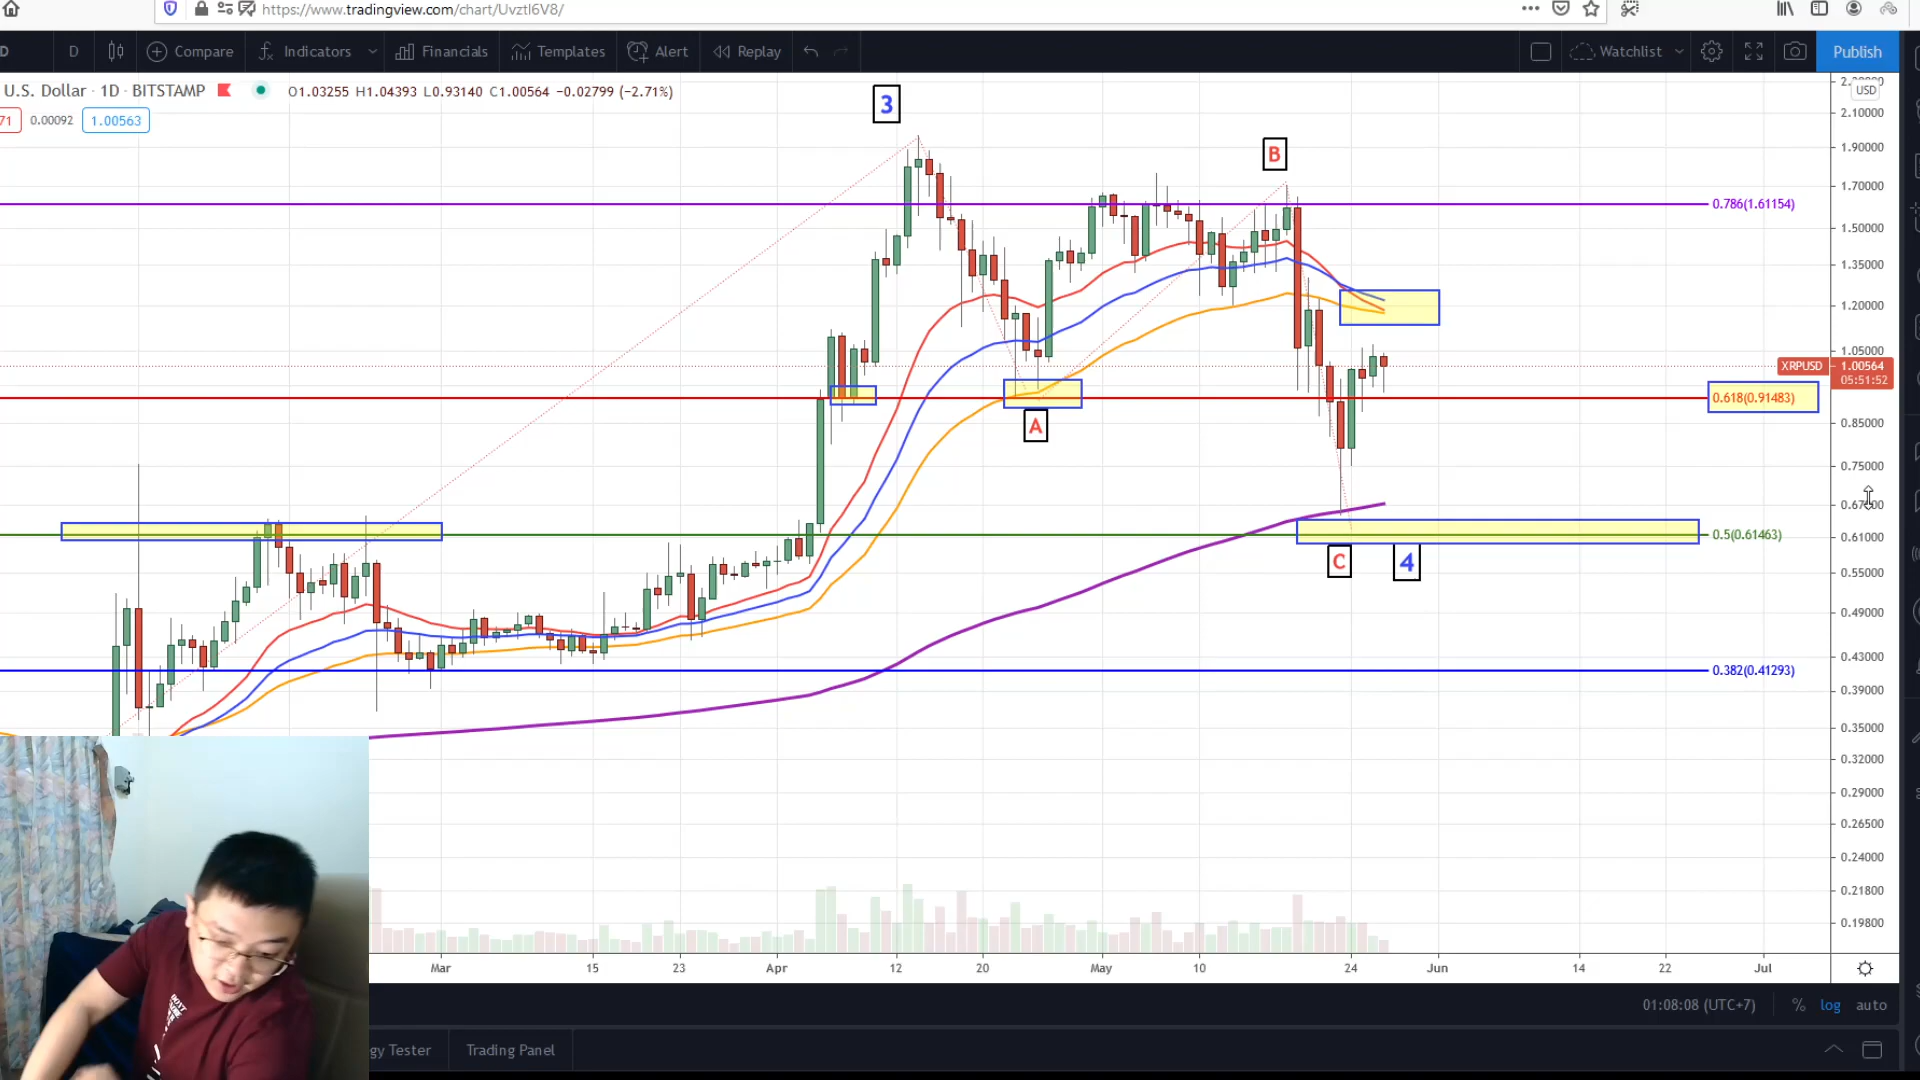 https://www.tradingview.com/chart/Uvztl6V8/
D
D Compare Indicators Financials Templates Alert Replay Watchlist Publish
U.S. Dollar · 1D · BITSTAMP O1.03255 H1.04393 L0.93140 C1.00564 −0.02799 (−2.71%)
71 0.00092 1.00563
USD
2.10000
1.90000
1.70000
1.50000
1.35000
1.20000
1.05000
XRPUSD 1.00564
05:51:52
0.85000
0.75000
0.61000
0.55000
0.49000
0.43000
0.39000
0.35000
0.32000
0.29000
0.26500
0.24000
0.21800
0.19800
3
B
0.786(1.61154)
0.618(0.91483)
A
0.5(0.61463)
C 4
0.382(0.41293)
Mar 15 23 Apr 12 20 May 10 24 Jun 14 22 Jul
01:08:08 (UTC+7) % log auto
gy Tester Trading Panel